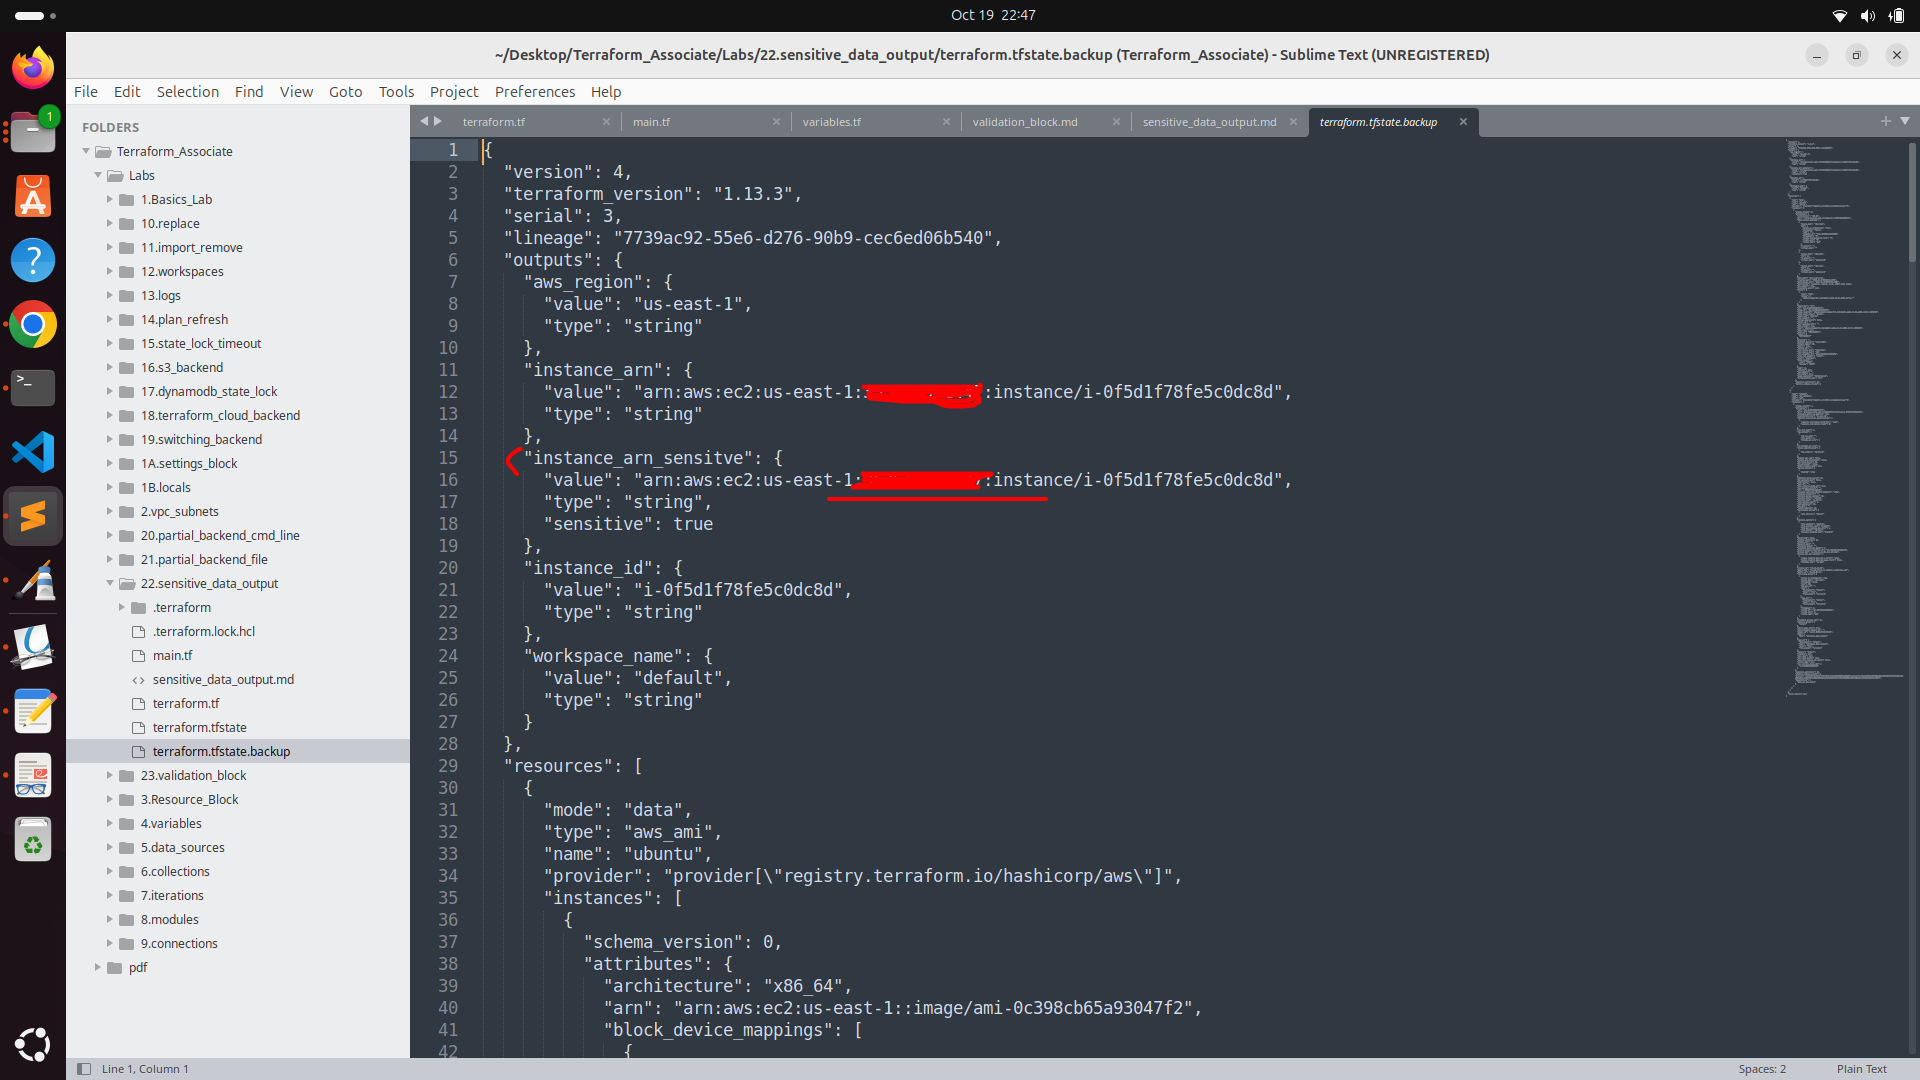 Oct 19 22:47
~/Desktop/Terraform_Associate/Labs/22.sensitive_data_output/terraform.tfstate.backup (Terraform_Associate) - Sublime Text (UNREGISTERED)
File Edit Selection Find View Goto Tools Project Preferences Help
1
FOLDERS
Terraform_Associate
Labs
1.Basics_Lab
10.replace
11.import_remove
12.workspaces
13.logs
14.plan_refresh
15.state_lock_timeout
16.s3_backend
17.dynamodb_state_lock
18.terraform_cloud_backend
19.switching_backend
1A.settings_block
1B.locals
2.vpc_subnets
20.partial_backend_cmd_line
21.partial_backend_file
22.sensitive_data_output
.terraform
.terraform.lock.hcl
main.tf
sensitive_data_output.md
terraform.tf
terraform.tfstate
terraform.tfstate.backup
23.validation_block
3.Resource_Block
4.variables
5.data_sources
6.collections
7.iterations
8.modules
9.connections
pdf
terraform.tf main.tf variables.tf validation_block.md sensitive_data_output.md terraform.tfstate.backup
1 {
2 "version": 4,
3 "terraform_version": "1.13.3",
4 "serial": 3,
5 "lineage": "7739ac92-55e6-d276-90b9-cec6ed06b540",
6 "outputs": {
7 "aws_region": {
8 "value": "us-east-1",
9 "type": "string"
10 },
11 "instance_arn": {
12 "value": "arn:aws:ec2:us-east-1: :instance/i-0f5d1f78fe5c0dc8d",
13 "type": "string"
14 },
15 "instance_arn_sensitve": {
16 "value": "arn:aws:ec2:us-east-1: :instance/i-0f5d1f78fe5c0dc8d",
17 "type": "string",
18 "sensitive": true
19 },
20 "instance_id": {
21 "value": "i-0f5d1f78fe5c0dc8d",
22 "type": "string"
23 },
24 "workspace_name": {
25 "value": "default",
26 "type": "string"
27 }
28 },
29 "resources": [
30 {
31 "mode": "data",
32 "type": "aws_ami",
33 "name": "ubuntu",
34 "provider": "provider[\"registry.terraform.io/hashicorp/aws\"]",
35 "instances": [
36 {
37 "schema_version": 0,
38 "attributes": {
39 "architecture": "x86_64",
40 "arn": "arn:aws:ec2:us-east-1::image/ami-0c398cb65a93047f2",
41 "block_device_mappings": [
42 {
Line 1, Column 1
Spaces: 2
Plain Text